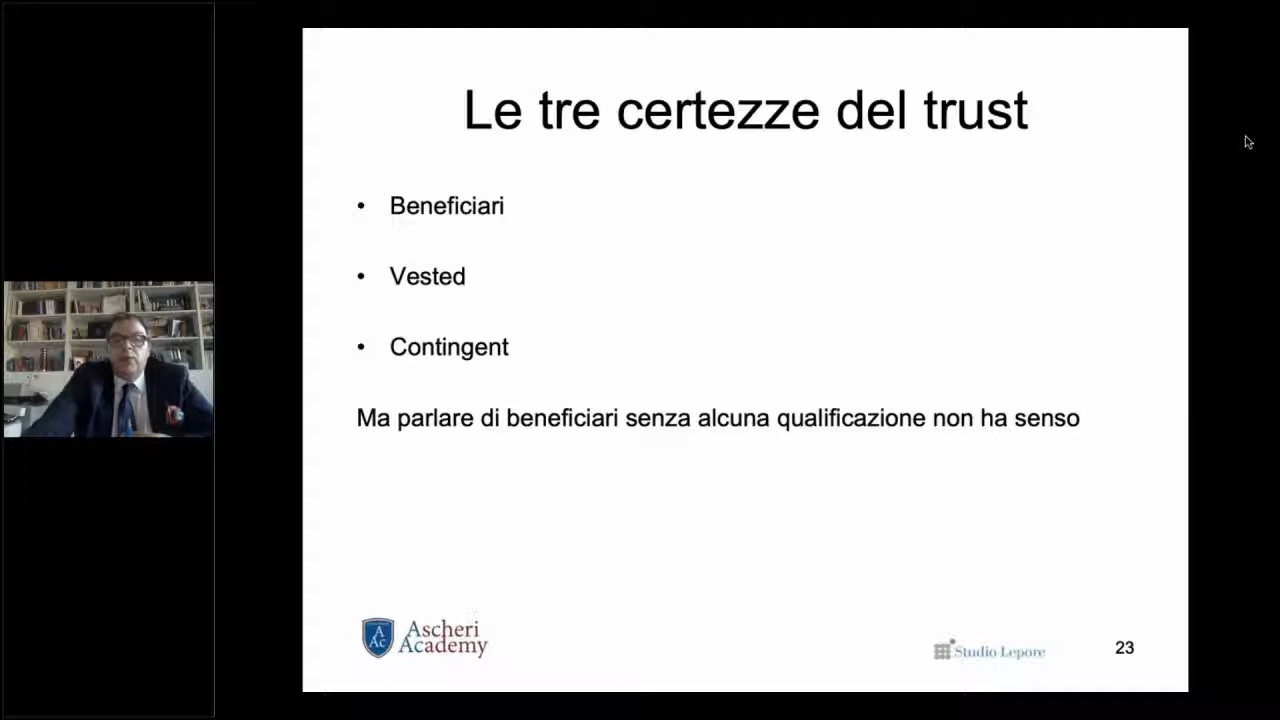 Le tre certezze del trust
• Beneficiari
• Vested
• Contingent
Ma parlare di beneficiari senza alcuna qualificazione non ha senso
A
Ac
Ascheri
Academy
Studio Lepore
23